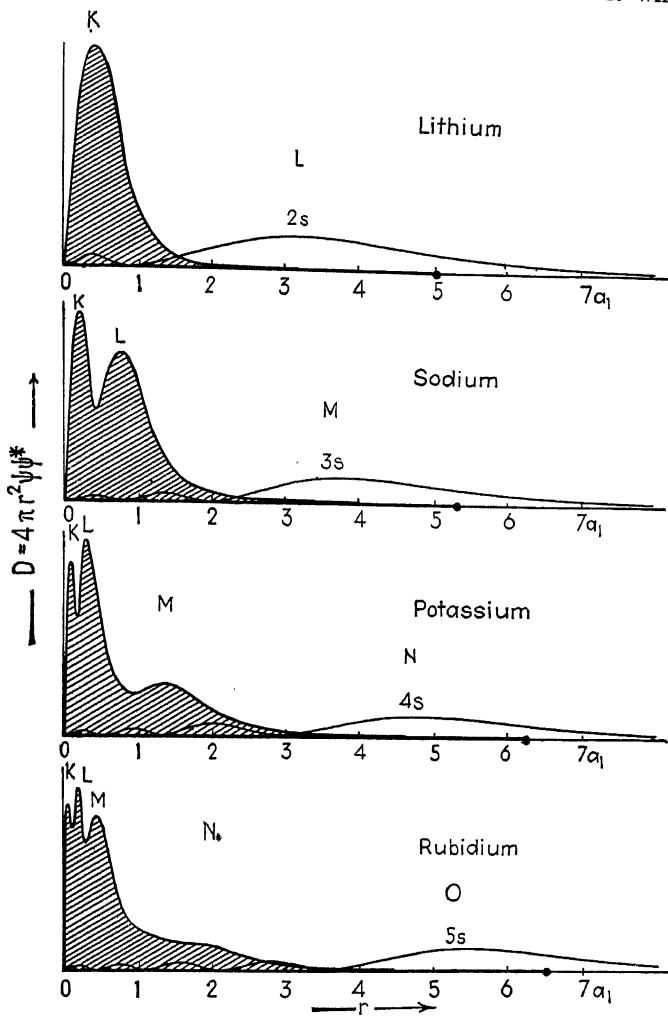 K
Lithium
L
2s
0 1 2 3 4 5 6 7a₁
K
L
Sodium
M
3s
0 1 2 3 4 5 6 7a₁
K L
M
Potassium
N
4s
0 1 2 3 4 5 6 7a₁
K L
M
N
Rubidium
O
5s
0 1 2 3 4 5 6 7a₁
r
D=4πr²ψψ*